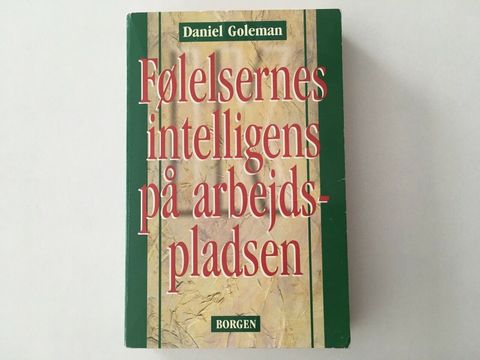 Daniel Goleman
Følelsernes
intelligens
på arbejds-
pladsen
BORGEN